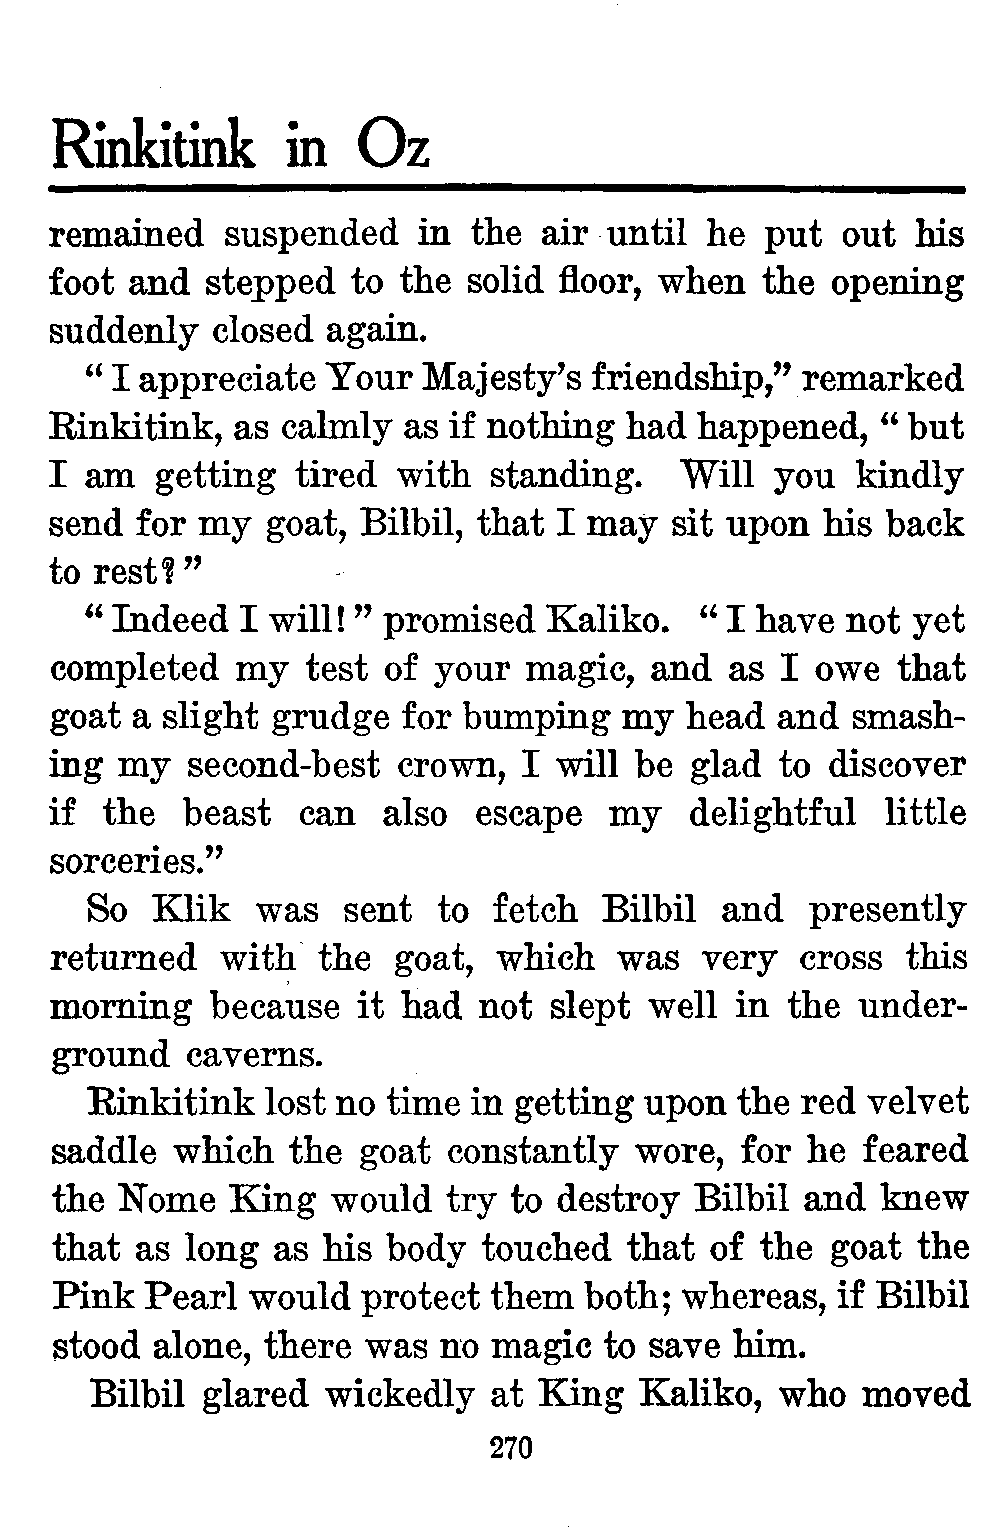 Rinkitink in Oz
remained suspended in the air until he put out his
foot and stepped to the solid floor, when the opening
suddenly closed again.
“ I appreciate Your Majesty’s friendship,” remarked
Rinkitink, as calmly as if nothing had happened, “ but
I am getting tired with standing. Will you kindly
send for my goat, Bilbil, that I may sit upon his back
to rest? ”
“ Indeed I will! ” promised Kaliko. “ I have not yet
completed my test of your magic, and as I owe that
goat a slight grudge for bumping my head and smash-
ing my second-best crown, I will be glad to discover
if the beast can also escape my delightful little
sorceries.”
So Klik was sent to fetch Bilbil and presently
returned with the goat, which was very cross this
morning because it had not slept well in the under-
ground caverns.
Rinkitink lost no time in getting upon the red velvet
saddle which the goat constantly wore, for he feared
the Nome King would try to destroy Bilbil and knew
that as long as his body touched that of the goat the
Pink Pearl would protect them both; whereas, if Bilbil
stood alone, there was no magic to save him.
Bilbil glared wickedly at King Kaliko, who moved
270